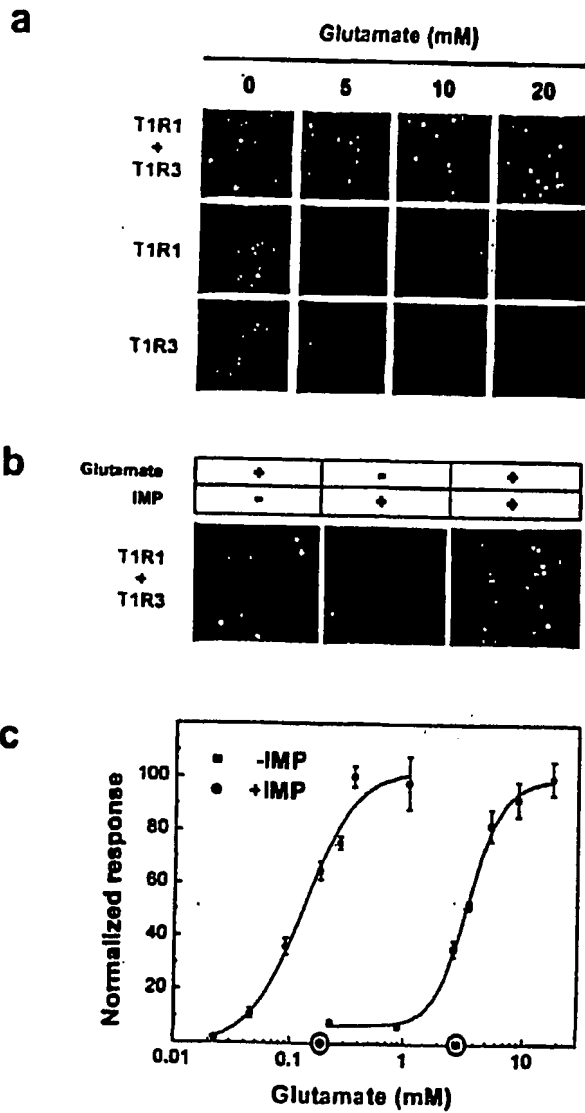 a
Glutamate (mM)
0 5 10 20
T1R1
+
T1R3
T1R1
T1R3
b
Glutamate + - +
IMP - + +
T1R1
+
T1R3
c
-IMP
+IMP
Normalized response
100
80
60
40
20
0.01 0.1 1 10
Glutamate (mM)